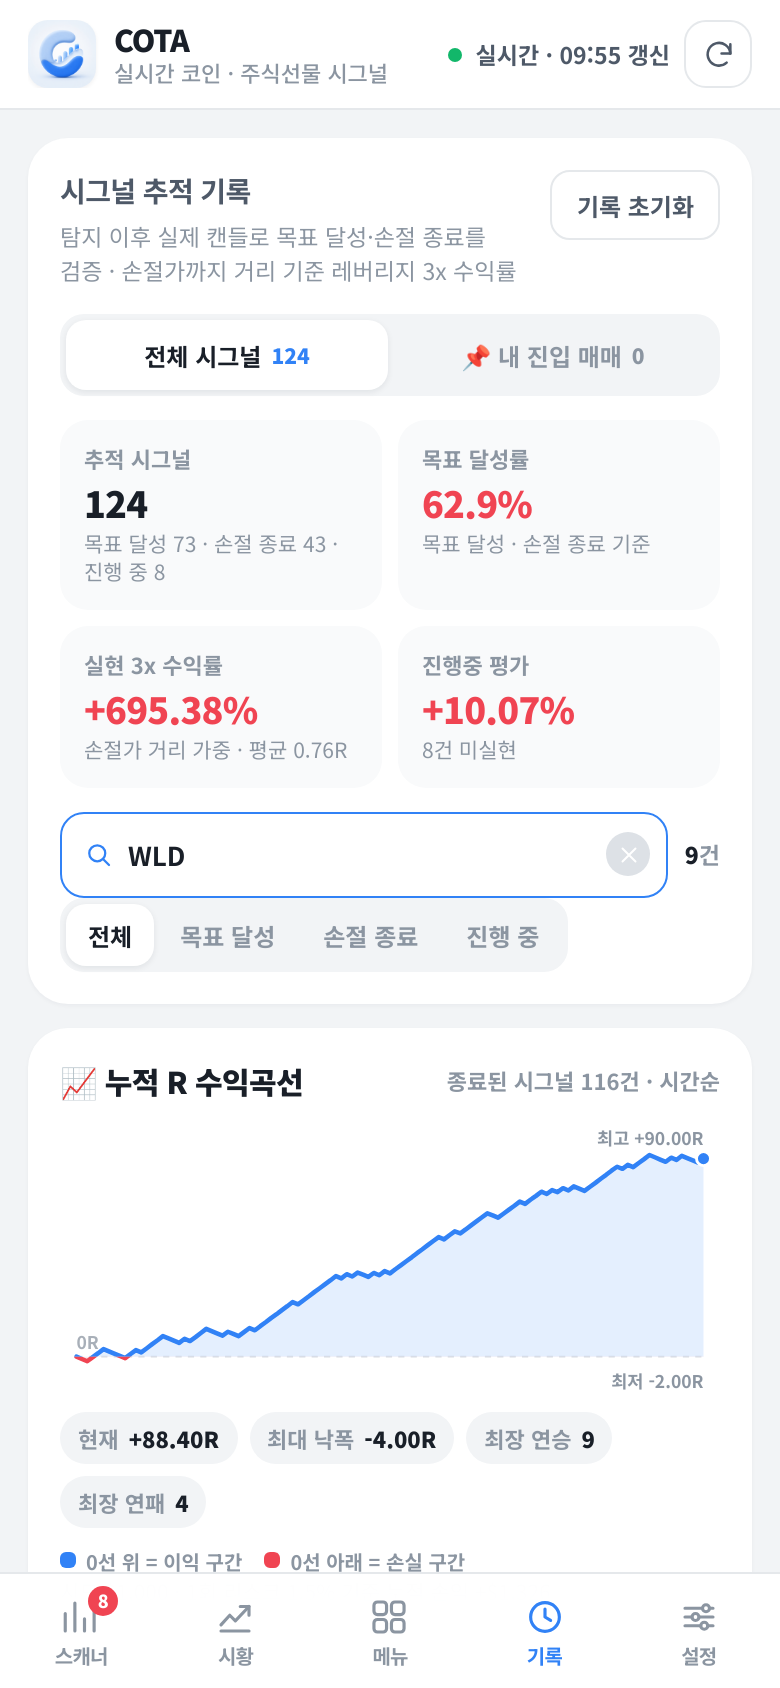 COTA
실시간 코인 · 주식선물 시그널
실시간 · 09:55 갱신
시그널 추적 기록
기록 초기화
탐지 이후 실제 캔들로 목표 달성·손절 종료를
검증 · 손절가까지 거리 기준 레버리지 3x 수익률
전체 시그널 124
📌 내 진입 매매 0
추적 시그널
124
목표 달성 73 · 손절 종료 43 ·
진행 중 8
목표 달성률
62.9%
목표 달성 · 손절 종료 기준
실현 3x 수익률
+695.38%
손절가 거리 가중 · 평균 0.76R
진행중 평가
+10.07%
8건 미실현
WLD
9건
전체
목표 달성
손절 종료
진행 중
📈 누적 R 수익곡선
종료된 시그널 116건 · 시간순
최고 +90.00R
0R
최저 -2.00R
현재 +88.40R
최대 낙폭 -4.00R
최장 연승 9
최장 연패 4
0선 위 = 이익 구간
0선 아래 = 손실 구간
8
스캐너
시황
메뉴
기록
설정